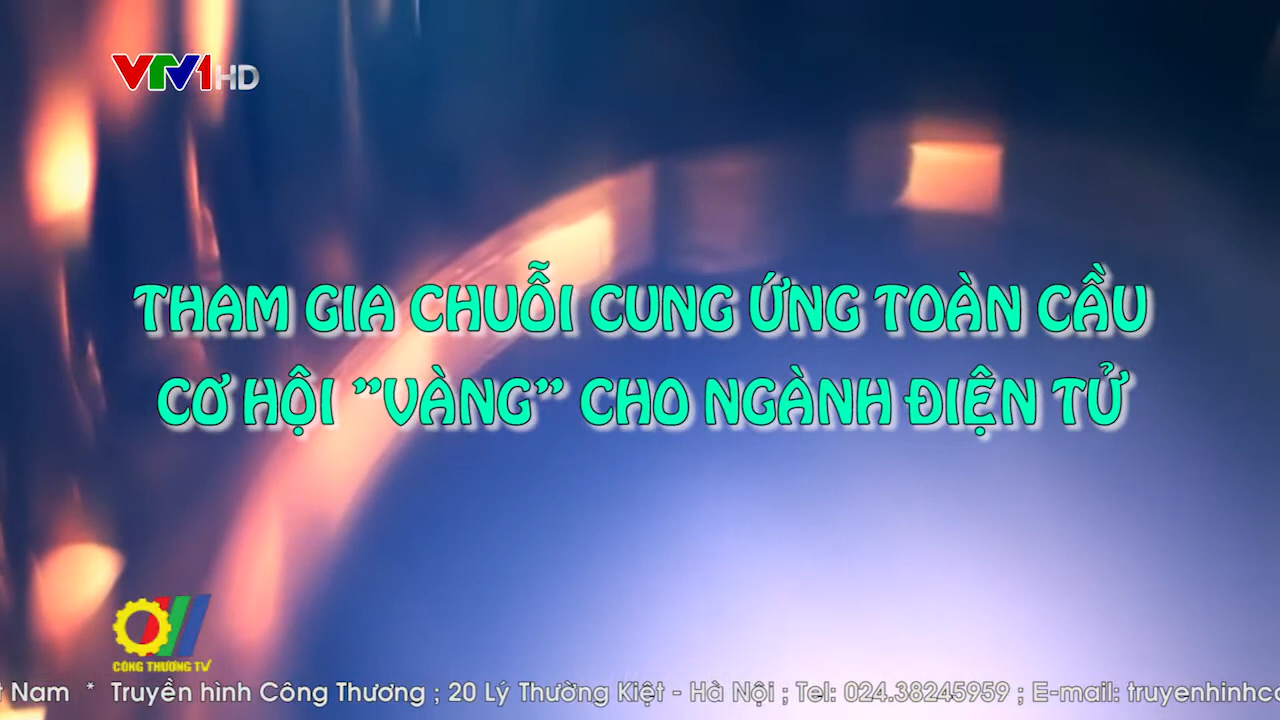 VTV1 HD
THAM GIA CHUỖI CUNG ỨNG TOÀN CẦU
CƠ HỘI ”VÀNG” CHO NGÀNH ĐIỆN TỬ
CÔNG THƯƠNG TV
t Nam * Truyền hình Công Thương ; 20 Lý Thường Kiệt - Hà Nội ; Tel: 024.38245959 ; E-mail: truyenhinhco